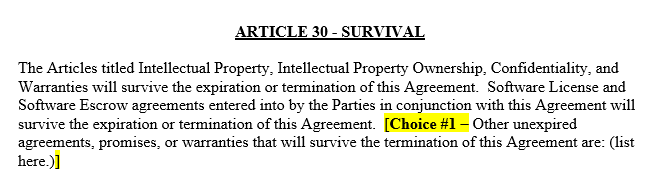 ARTICLE 30 - SURVIVAL
The Articles titled Intellectual Property, Intellectual Property Ownership, Confidentiality, and
Warranties will survive the expiration or termination of this Agreement.  Software License and
Software Escrow agreements entered into by the Parties in conjunction with this Agreement will
survive the expiration or termination of this Agreement.  [Choice #1 – Other unexpired
agreements, promises, or warranties that will survive the termination of this Agreement are: (list
here.)]